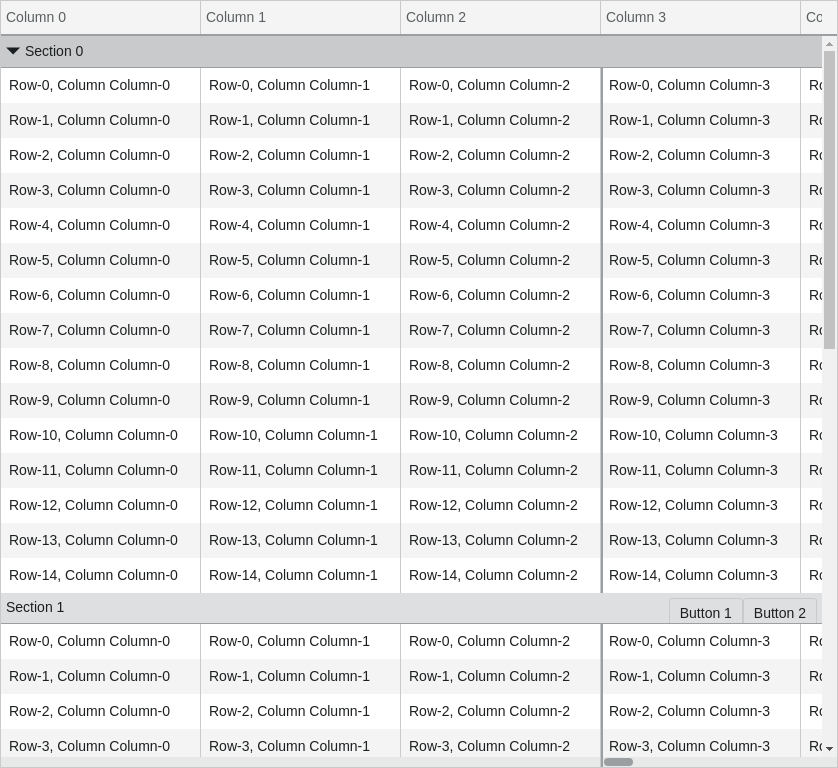 Column 0 Column 1 Column 2 Column 3 Co
Section 0
Row-0, Column Column-0 Row-0, Column Column-1 Row-0, Column Column-2 Row-0, Column Column-3 Ro
Row-1, Column Column-0 Row-1, Column Column-1 Row-1, Column Column-2 Row-1, Column Column-3 Ro
Row-2, Column Column-0 Row-2, Column Column-1 Row-2, Column Column-2 Row-2, Column Column-3 Ro
Row-3, Column Column-0 Row-3, Column Column-1 Row-3, Column Column-2 Row-3, Column Column-3 Ro
Row-4, Column Column-0 Row-4, Column Column-1 Row-4, Column Column-2 Row-4, Column Column-3 Ro
Row-5, Column Column-0 Row-5, Column Column-1 Row-5, Column Column-2 Row-5, Column Column-3 Ro
Row-6, Column Column-0 Row-6, Column Column-1 Row-6, Column Column-2 Row-6, Column Column-3 Ro
Row-7, Column Column-0 Row-7, Column Column-1 Row-7, Column Column-2 Row-7, Column Column-3 Ro
Row-8, Column Column-0 Row-8, Column Column-1 Row-8, Column Column-2 Row-8, Column Column-3 Ro
Row-9, Column Column-0 Row-9, Column Column-1 Row-9, Column Column-2 Row-9, Column Column-3 Ro
Row-10, Column Column-0 Row-10, Column Column-1 Row-10, Column Column-2 Row-10, Column Column-3 Ro
Row-11, Column Column-0 Row-11, Column Column-1 Row-11, Column Column-2 Row-11, Column Column-3 Ro
Row-12, Column Column-0 Row-12, Column Column-1 Row-12, Column Column-2 Row-12, Column Column-3 Ro
Row-13, Column Column-0 Row-13, Column Column-1 Row-13, Column Column-2 Row-13, Column Column-3 Ro
Row-14, Column Column-0 Row-14, Column Column-1 Row-14, Column Column-2 Row-14, Column Column-3 Ro
Section 1 Button 1 Button 2
Row-0, Column Column-0 Row-0, Column Column-1 Row-0, Column Column-2 Row-0, Column Column-3 Ro
Row-1, Column Column-0 Row-1, Column Column-1 Row-1, Column Column-2 Row-1, Column Column-3 Ro
Row-2, Column Column-0 Row-2, Column Column-1 Row-2, Column Column-2 Row-2, Column Column-3 Ro
Row-3, Column Column-0 Row-3, Column Column-1 Row-3, Column Column-2 Row-3, Column Column-3 Ro